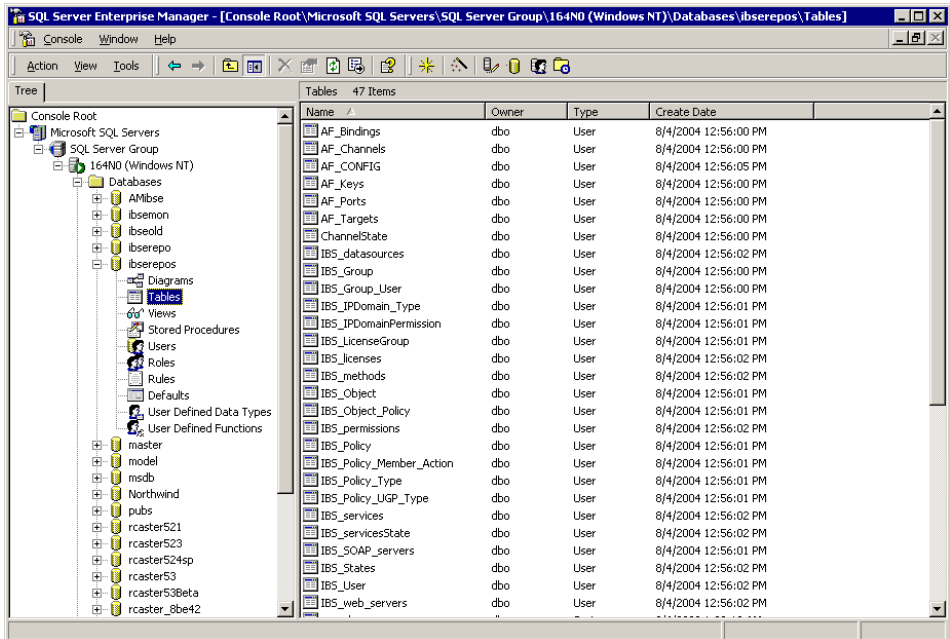 SQL Server Enterprise Manager - [Console Root\Microsoft SQL Servers\SQL Server Group\164N0 (Windows NT)\Databases\ibserepos\Tables]
Console Window Help
Action View Tools
Tree
Console Root
Microsoft SQL Servers
SQL Server Group
164N0 (Windows NT)
Databases
AMibse
ibsemon
ibseold
ibserepo
ibserepos
Diagrams
Tables
Views
Stored Procedures
Users
Roles
Rules
Defaults
User Defined Data Types
User Defined Functions
master
model
msdb
Northwind
pubs
rcaster521
rcaster523
rcaster524sp
rcaster53
rcaster53Beta
rcaster_8be42
Tables 47 Items
Name Owner Type Create Date
AF_Bindings dbo User 8/4/2004 12:56:00 PM
AF_Channels dbo User 8/4/2004 12:56:00 PM
AF_CONFIG dbo User 8/4/2004 12:56:05 PM
AF_Keys dbo User 8/4/2004 12:56:00 PM
AF_Ports dbo User 8/4/2004 12:56:00 PM
AF_Targets dbo User 8/4/2004 12:56:00 PM
ChannelState dbo User 8/4/2004 12:56:00 PM
IBS_datasources dbo User 8/4/2004 12:56:02 PM
IBS_Group dbo User 8/4/2004 12:56:00 PM
IBS_Group_User dbo User 8/4/2004 12:56:00 PM
IBS_IPDomain_Type dbo User 8/4/2004 12:56:01 PM
IBS_IPDomainPermission dbo User 8/4/2004 12:56:01 PM
IBS_LicenseGroup dbo User 8/4/2004 12:56:01 PM
IBS_licenses dbo User 8/4/2004 12:56:02 PM
IBS_methods dbo User 8/4/2004 12:56:02 PM
IBS_Object dbo User 8/4/2004 12:56:01 PM
IBS_Object_Policy dbo User 8/4/2004 12:56:01 PM
IBS_permissions dbo User 8/4/2004 12:56:02 PM
IBS_Policy dbo User 8/4/2004 12:56:01 PM
IBS_Policy_Member_Action dbo User 8/4/2004 12:56:01 PM
IBS_Policy_Type dbo User 8/4/2004 12:56:01 PM
IBS_Policy_UGP_Type dbo User 8/4/2004 12:56:01 PM
IBS_services dbo User 8/4/2004 12:56:02 PM
IBS_servicesState dbo User 8/4/2004 12:56:02 PM
IBS_SOAP_servers dbo User 8/4/2004 12:56:01 PM
IBS_States dbo User 8/4/2004 12:56:02 PM
IBS_User dbo User 8/4/2004 12:56:02 PM
IBS_web_servers dbo User 8/4/2004 12:56:02 PM